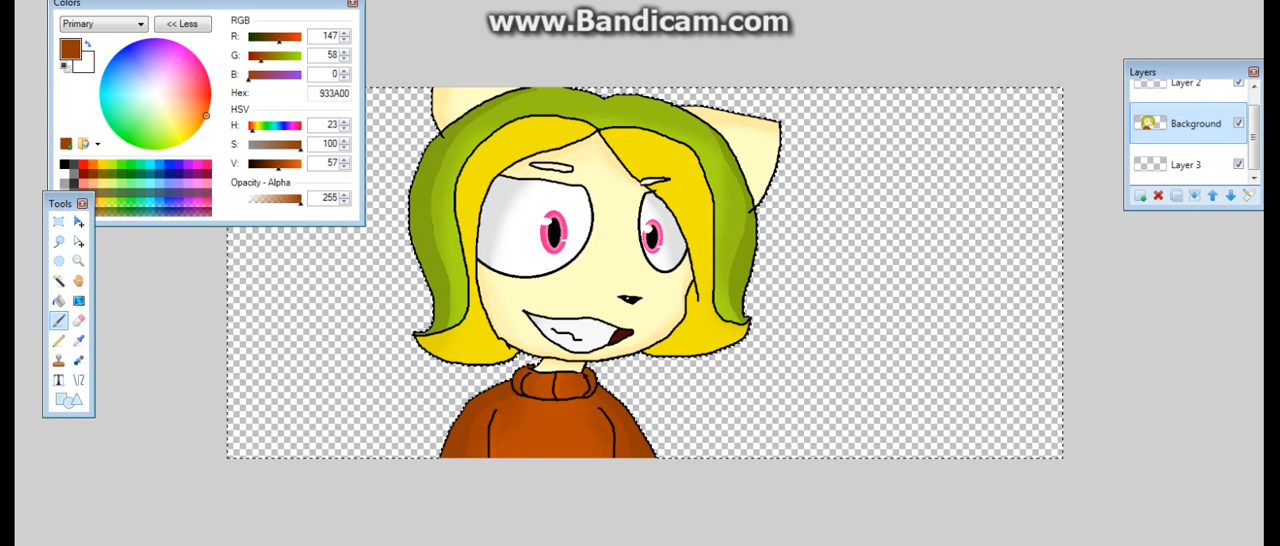 www.Bandicam.com
Colors
Primary
<< Less
RGB
R: 147
G: 58
B: 0
Hex: 933A00
HSV
H: 23
S: 100
V: 57
Opacity - Alpha
255
Tools
T
Layers
Layer 2
Background
Layer 3